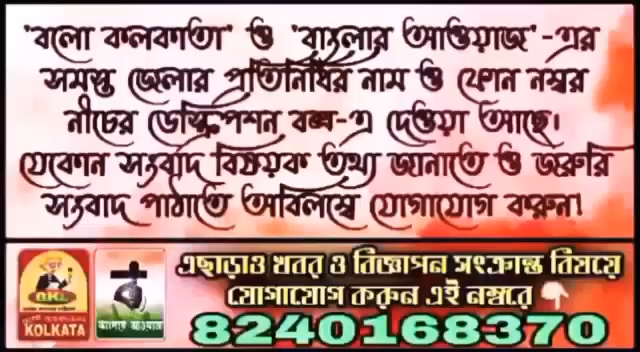 'বলো কলকাতা' ও 'বাংলার আওয়াজ'-এর
সমস্ত জেলার প্রতিনিধির নাম ও ফোন নম্বর
নীচের ডেস্ক্রিপশন বক্স-এ দেওয়া আছে।
যেকোন সংবাদ বিষয়ক তথ্য জানাতে ও জরুরি
সংবাদ পাঠাতে অবিলম্বে যোগাযোগ করুন!
এছাড়াও খবর ও বিজ্ঞাপন সংক্রান্ত বিষয়ে
যোগাযোগ করুন এই নম্বরে
8240168370
KOLKATA
বাংলার আওয়াজ